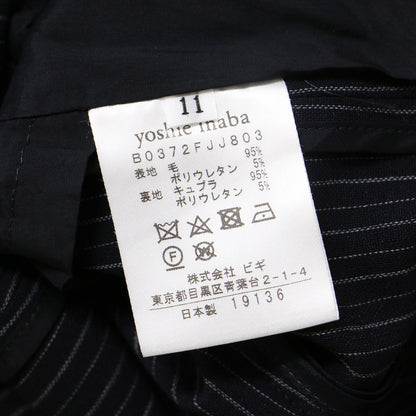 11
yoshie inaba
B0372FJJ803
表地 毛 95%
ポリウレタン 5%
裏地 キュプラ 95%
ポリウレタン 5%
F
株式会社 ビギ
東京都目黒区青葉台2-1-4
日本製 19136